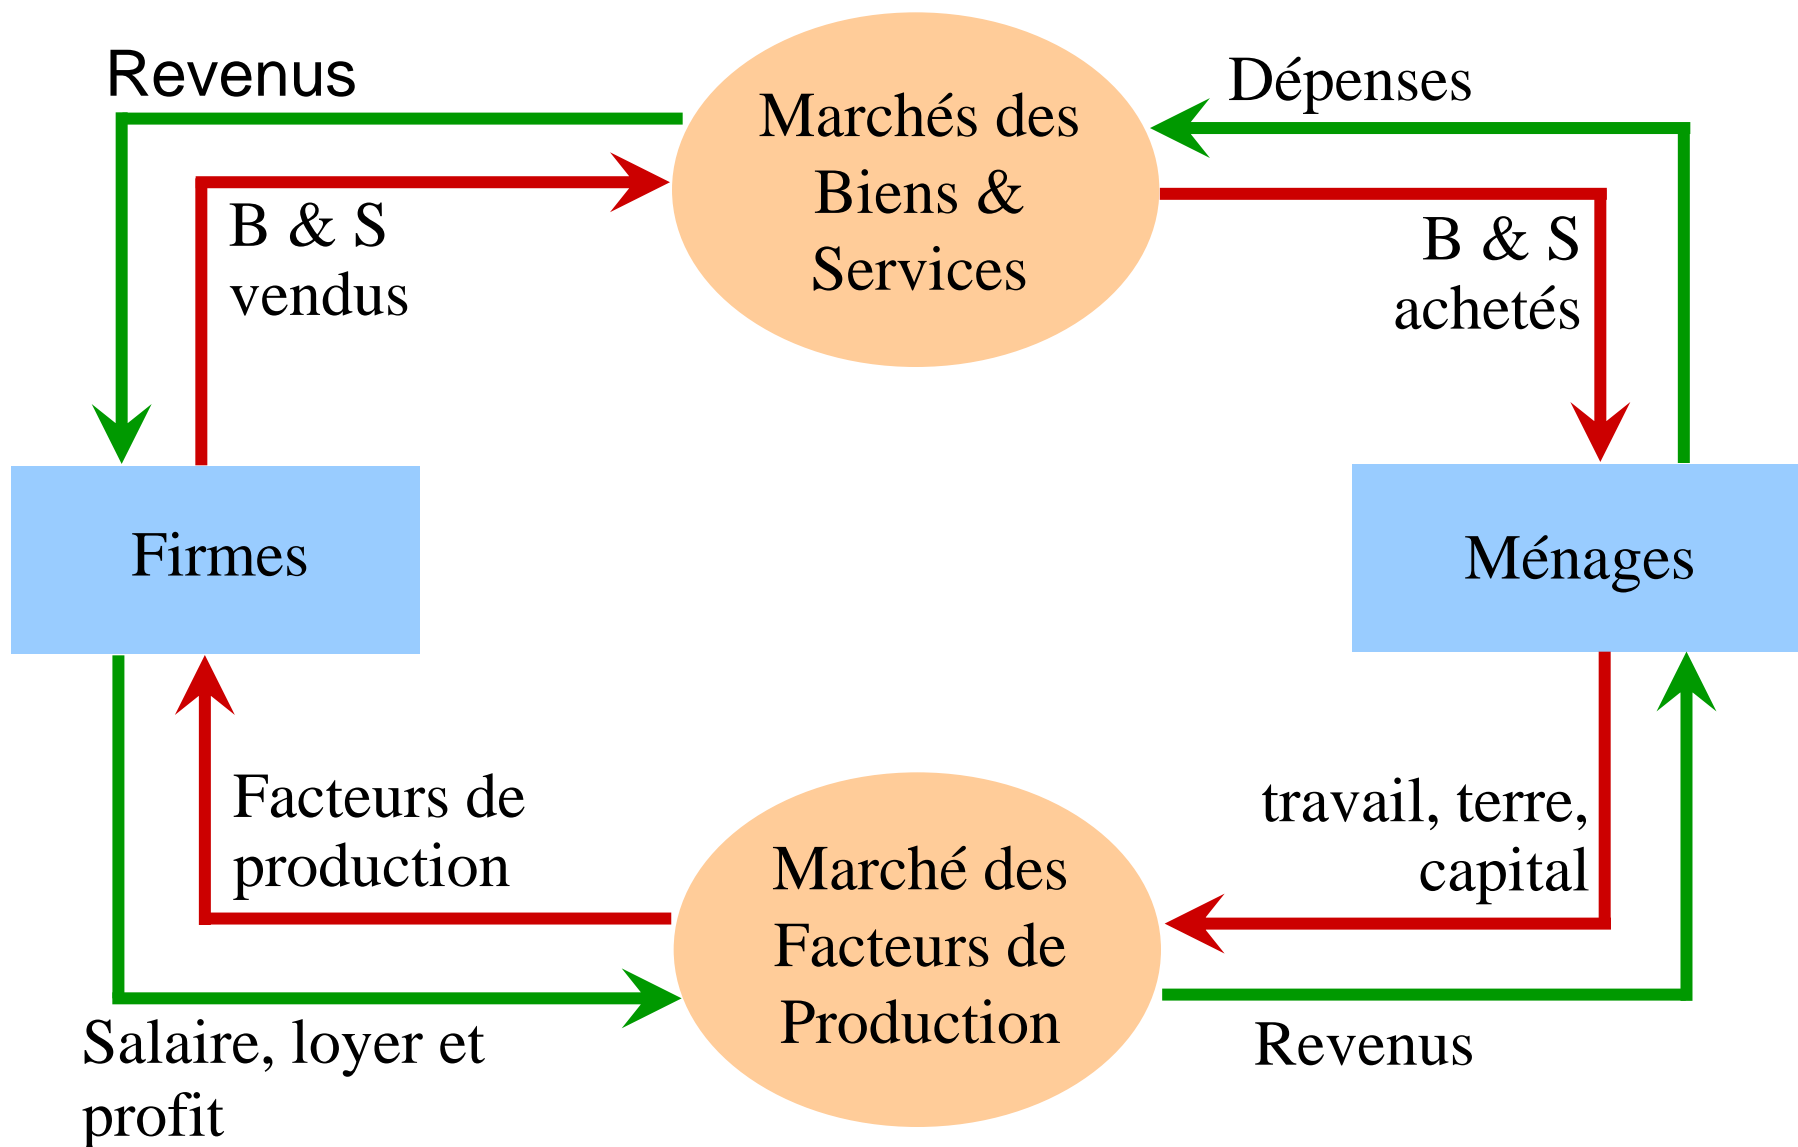 Revenus
Dépenses
Marchés des
Biens &
Services
B & S
vendus
B & S
achetés
Firmes
Ménages
Facteurs de
production
travail, terre,
capital
Marché des
Facteurs de
Production
Salaire, loyer et
profit
Revenus